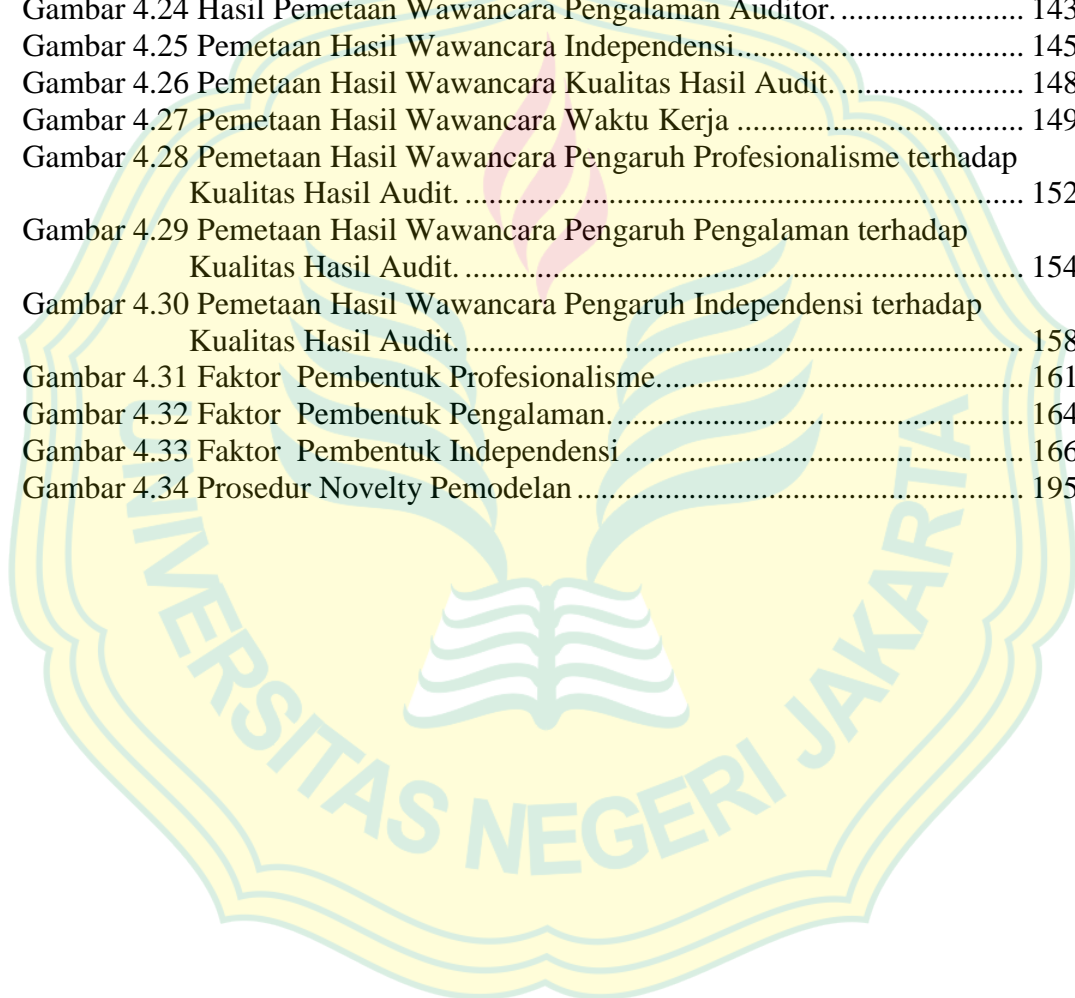 Gambar 4.24 Hasil Pemetaan Wawancara Pengalaman Auditor. ...................... 143
Gambar 4.25 Pemetaan Hasil Wawancara Independensi................................... 145
Gambar 4.26 Pemetaan Hasil Wawancara Kualitas Hasil Audit. ...................... 148
Gambar 4.27 Pemetaan Hasil Wawancara Waktu Kerja ................................... 149
Gambar 4.28 Pemetaan Hasil Wawancara Pengaruh Profesionalisme terhadap
Kualitas Hasil Audit. .................................................................... 152
Gambar 4.29 Pemetaan Hasil Wawancara Pengaruh Pengalaman terhadap
Kualitas Hasil Audit. .................................................................... 154
Gambar 4.30 Pemetaan Hasil Wawancara Pengaruh Independensi terhadap
Kualitas Hasil Audit. .................................................................... 158
Gambar 4.31 Faktor  Pembentuk Profesionalisme............................................. 161
Gambar 4.32 Faktor  Pembentuk Pengalaman................................................... 164
Gambar 4.33 Faktor  Pembentuk Independensi ................................................. 166
Gambar 4.34 Prosedur Novelty Pemodelan ....................................................... 195
UNIVERSITAS NEGERI JAKARTA